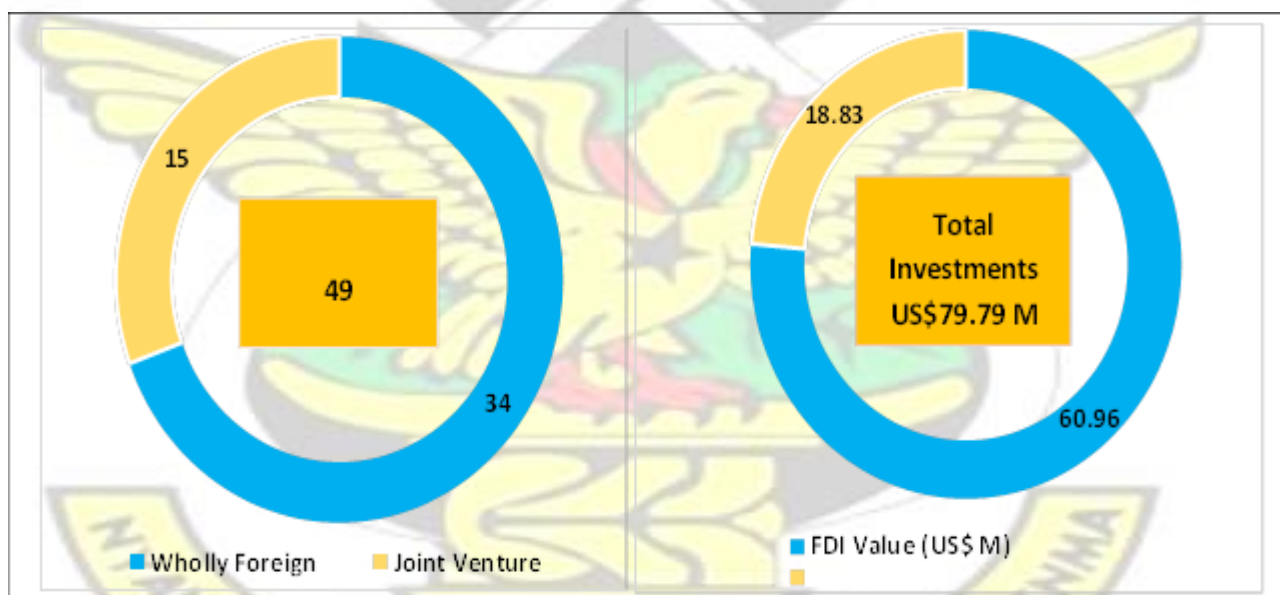 15
49
34
Wholly Foreign
Joint Venture
18.83
Total
Investments
US$79.79 M
60.96
FDI Value (US$ M)